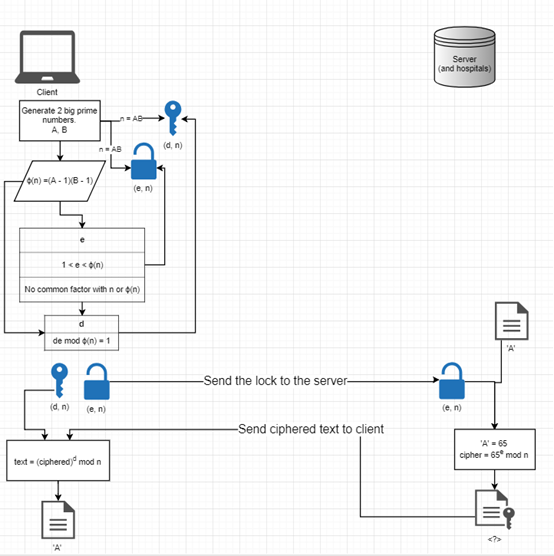 Server
(and hospitals)
Client
Generate 2 big prime
numbers.
A, B
n = AB
n = AB
(d, n)
ϕ(n) =(A - 1)(B - 1)
(e, n)
e
1 < e < ϕ(n)
No common factor with n or ϕ(n)
d
de mod ϕ(n) = 1
'A'
Send the lock to the server
(d, n)
(e, n)
(e, n)
Send ciphered text to client
'A' = 65
cipher = 65^e mod n
text = (ciphered)^d mod n
<?>
'A'